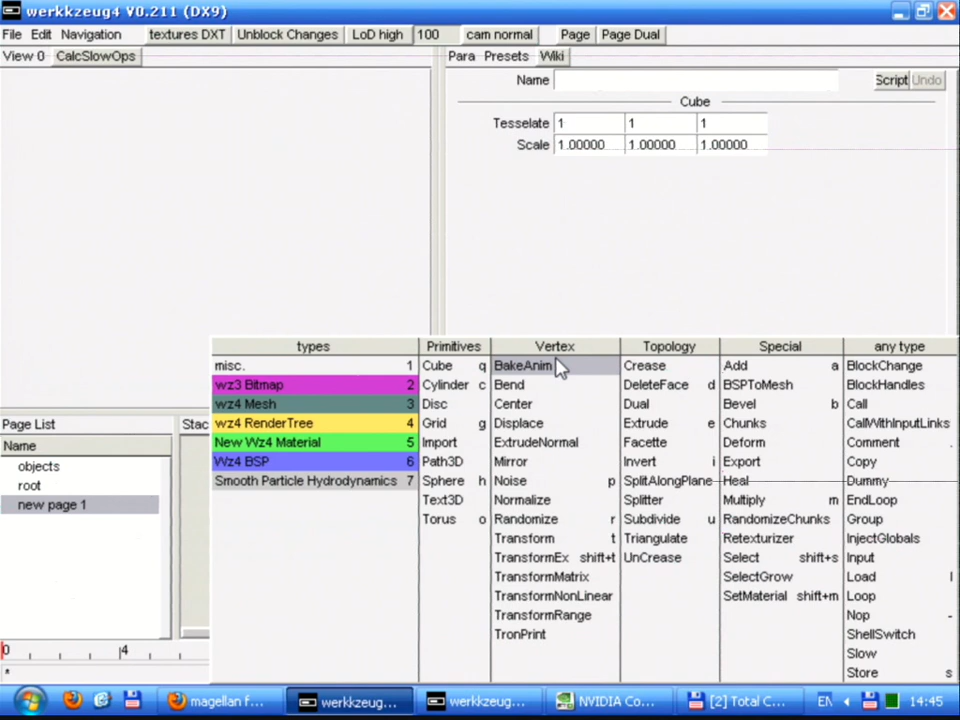 werkkzeug4 V0.211 (DX9)
File Edit Navigation textures DXT Unblock Changes LoD high 100 cam normal Page Page Dual
View 0 CalcSlowOps Para Presets Wiki
Name Script Undo
Cube
Tesselate 1 1 1
Scale 1.00000 1.00000 1.00000
types Primitives Vertex Topology Special any type
misc. 1 Cube q BakeAnim Crease Add a BlockChange
wz3 Bitmap 2 Cylinder c Bend DeleteFace d BSPToMesh BlockHandles
wz4 Mesh 3 Disc Center Dual Bevel b Call
wz4 RenderTree 4 Grid g Displace Extrude e Chunks CallWithInputLinks
New Wz4 Material 5 Import ExtrudeNormal Facette Deform Comment .
Wz4 BSP 6 Path3D Mirror Invert i Export Copy
Smooth Particle Hydrodynamics 7 Sphere h Noise p SplitAlongPlane Heal Dummy
Text3D Normalize Splitter Multiply m EndLoop
Torus o Randomize r Subdivide u RandomizeChunks Group
Transform t Triangulate Retexturizer InjectGlobals
TransformEx shift+t UnCrease Select shift+s Input
TransformMatrix SelectGrow Load l
TransformNonLinear SetMaterial shift+m Loop
TransformRange Nop -
TronPrint ShellSwitch
Slow
Store s
Page List Stac
Name
objects
root
new page 1
0 4
*
magellan f... werkkzeug... werkkzeug... NVIDIA Co... [2] Total C... EN 14:45